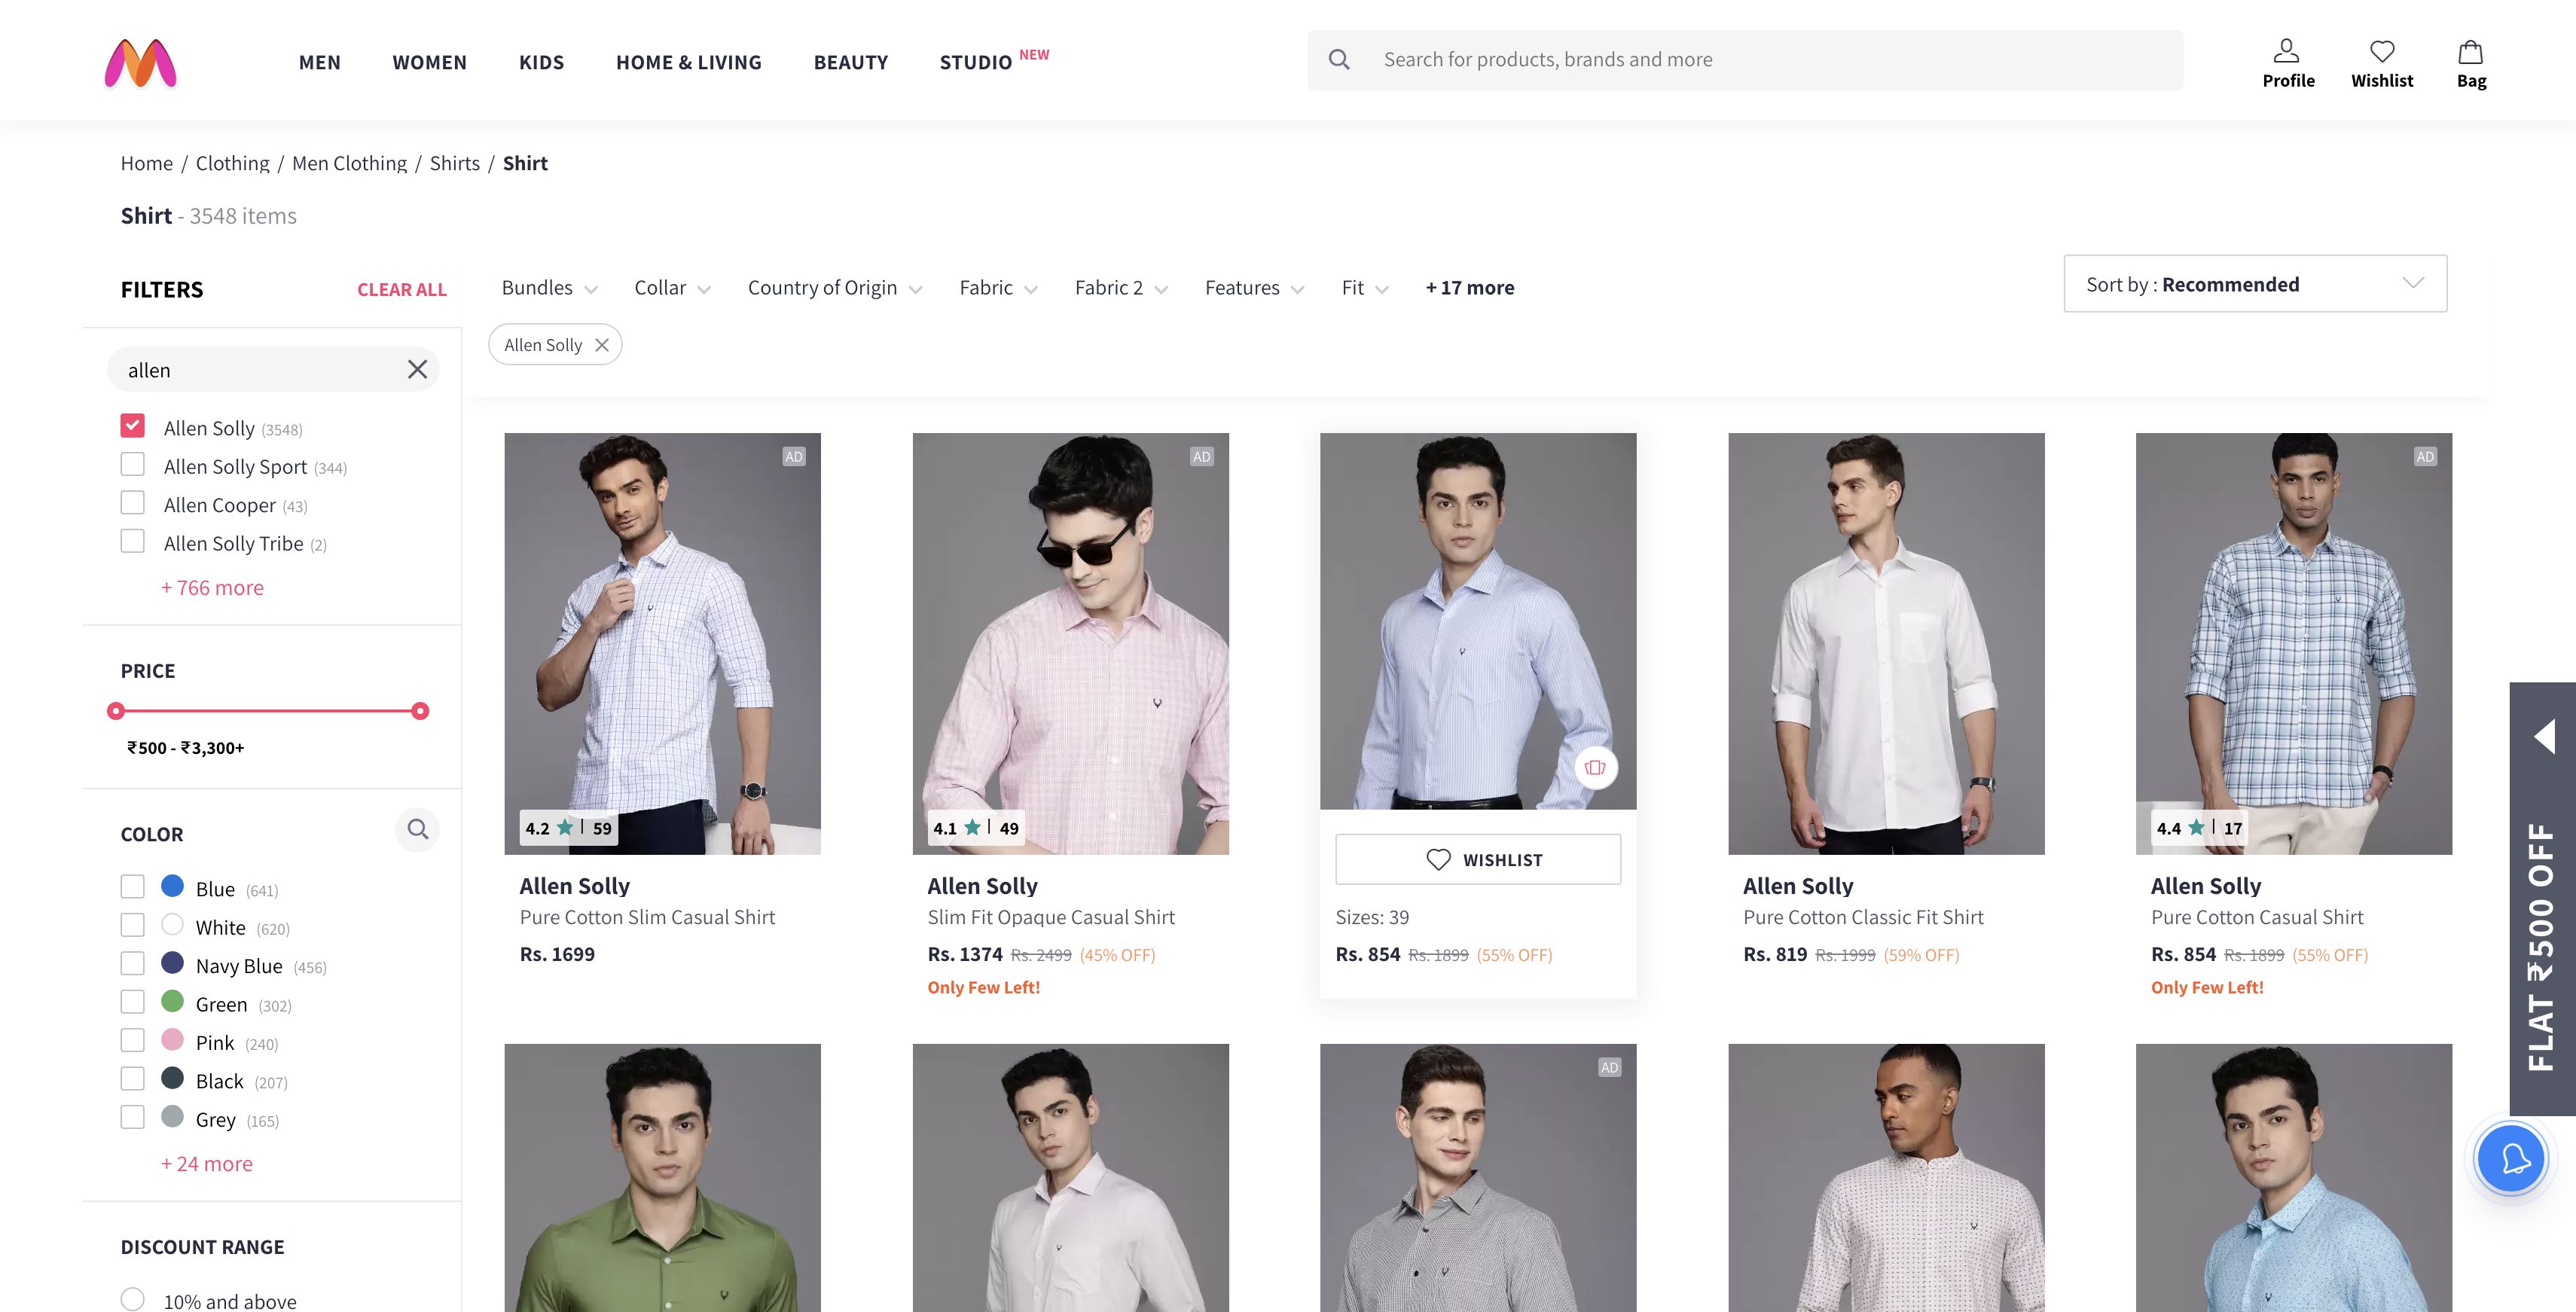 MEN WOMEN KIDS HOME & LIVING BEAUTY STUDIO NEW
Search for products, brands and more
Profile Wishlist Bag
Home / Clothing / Men Clothing / Shirts / Shirt
Shirt - 3548 items
FILTERS CLEAR ALL
Bundles Collar Country of Origin Fabric Fabric 2 Features Fit + 17 more
Sort by : Recommended
Allen Solly
allen
Allen Solly (3548)
Allen Solly Sport (344)
Allen Cooper (43)
Allen Solly Tribe (2)
+ 766 more
PRICE
₹500 - ₹3,300+
COLOR
Blue (641)
White (620)
Navy Blue (456)
Green (302)
Pink (240)
Black (207)
Grey (165)
+ 24 more
DISCOUNT RANGE
10% and above
AD
4.2 | 59
Allen Solly
Pure Cotton Slim Casual Shirt
Rs. 1699
AD
4.1 | 49
Allen Solly
Slim Fit Opaque Casual Shirt
Rs. 1374 Rs. 2499 (45% OFF)
Only Few Left!
WISHLIST
Sizes: 39
Rs. 854 Rs. 1899 (55% OFF)
Allen Solly
Pure Cotton Classic Fit Shirt
Rs. 819 Rs. 1999 (59% OFF)
AD
4.4 | 17
Allen Solly
Pure Cotton Casual Shirt
Rs. 854 Rs. 1899 (55% OFF)
Only Few Left!
AD
FLAT ₹500 OFF